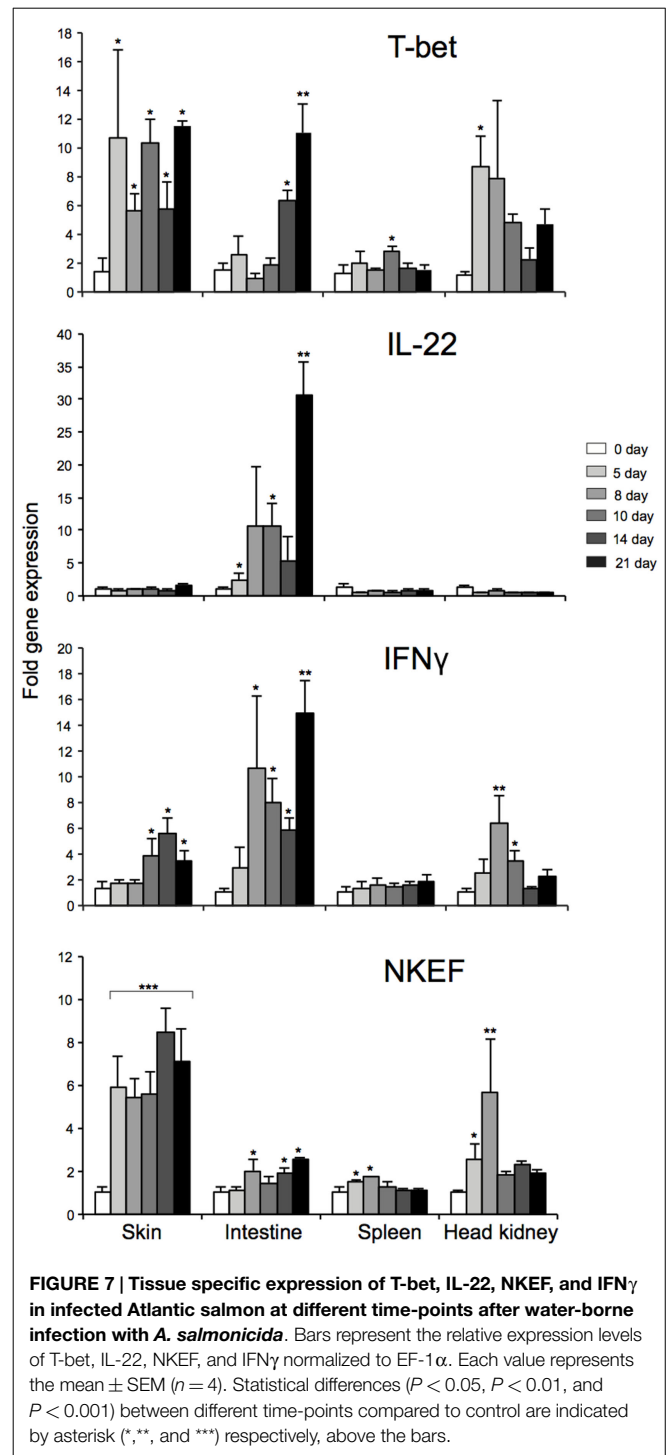 T-bet
18
16
14
12
10
8
6
4
2
0
* * * * *
* **
*
*
IL-22
40
35
30
25
20
15
10
5
0
* * **
0 day
5 day
8 day
10 day
14 day
21 day
Fold gene expression
IFNγ
20
18
16
14
12
10
8
6
4
2
0
* * *
* * * **
** *
NKEF
12
10
8
6
4
2
0
***
* * *
* *
* **
Skin Intestine Spleen Head kidney
FIGURE 7 | Tissue specific expression of T-bet, IL-22, NKEF, and IFNγ
in infected Atlantic salmon at different time-points after water-borne
infection with A. salmonicida. Bars represent the relative expression levels
of T-bet, IL-22, NKEF, and IFNγ normalized to EF-1α. Each value represents
the mean ± SEM (n = 4). Statistical differences (P < 0.05, P < 0.01, and
P < 0.001) between different time-points compared to control are indicated
by asterisk (*,**, and ***) respectively, above the bars.